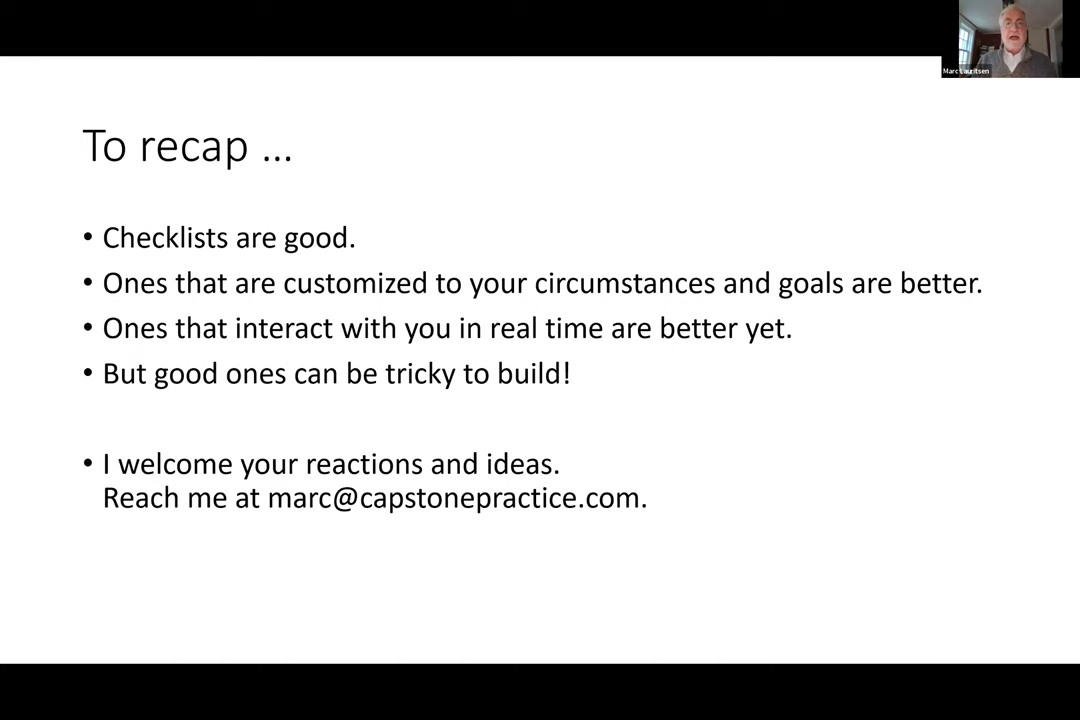 Marc Lauritsen
To recap …
• Checklists are good.
• Ones that are customized to your circumstances and goals are better.
• Ones that interact with you in real time are better yet.
• But good ones can be tricky to build!
• I welcome your reactions and ideas.
Reach me at marc@capstonepractice.com.